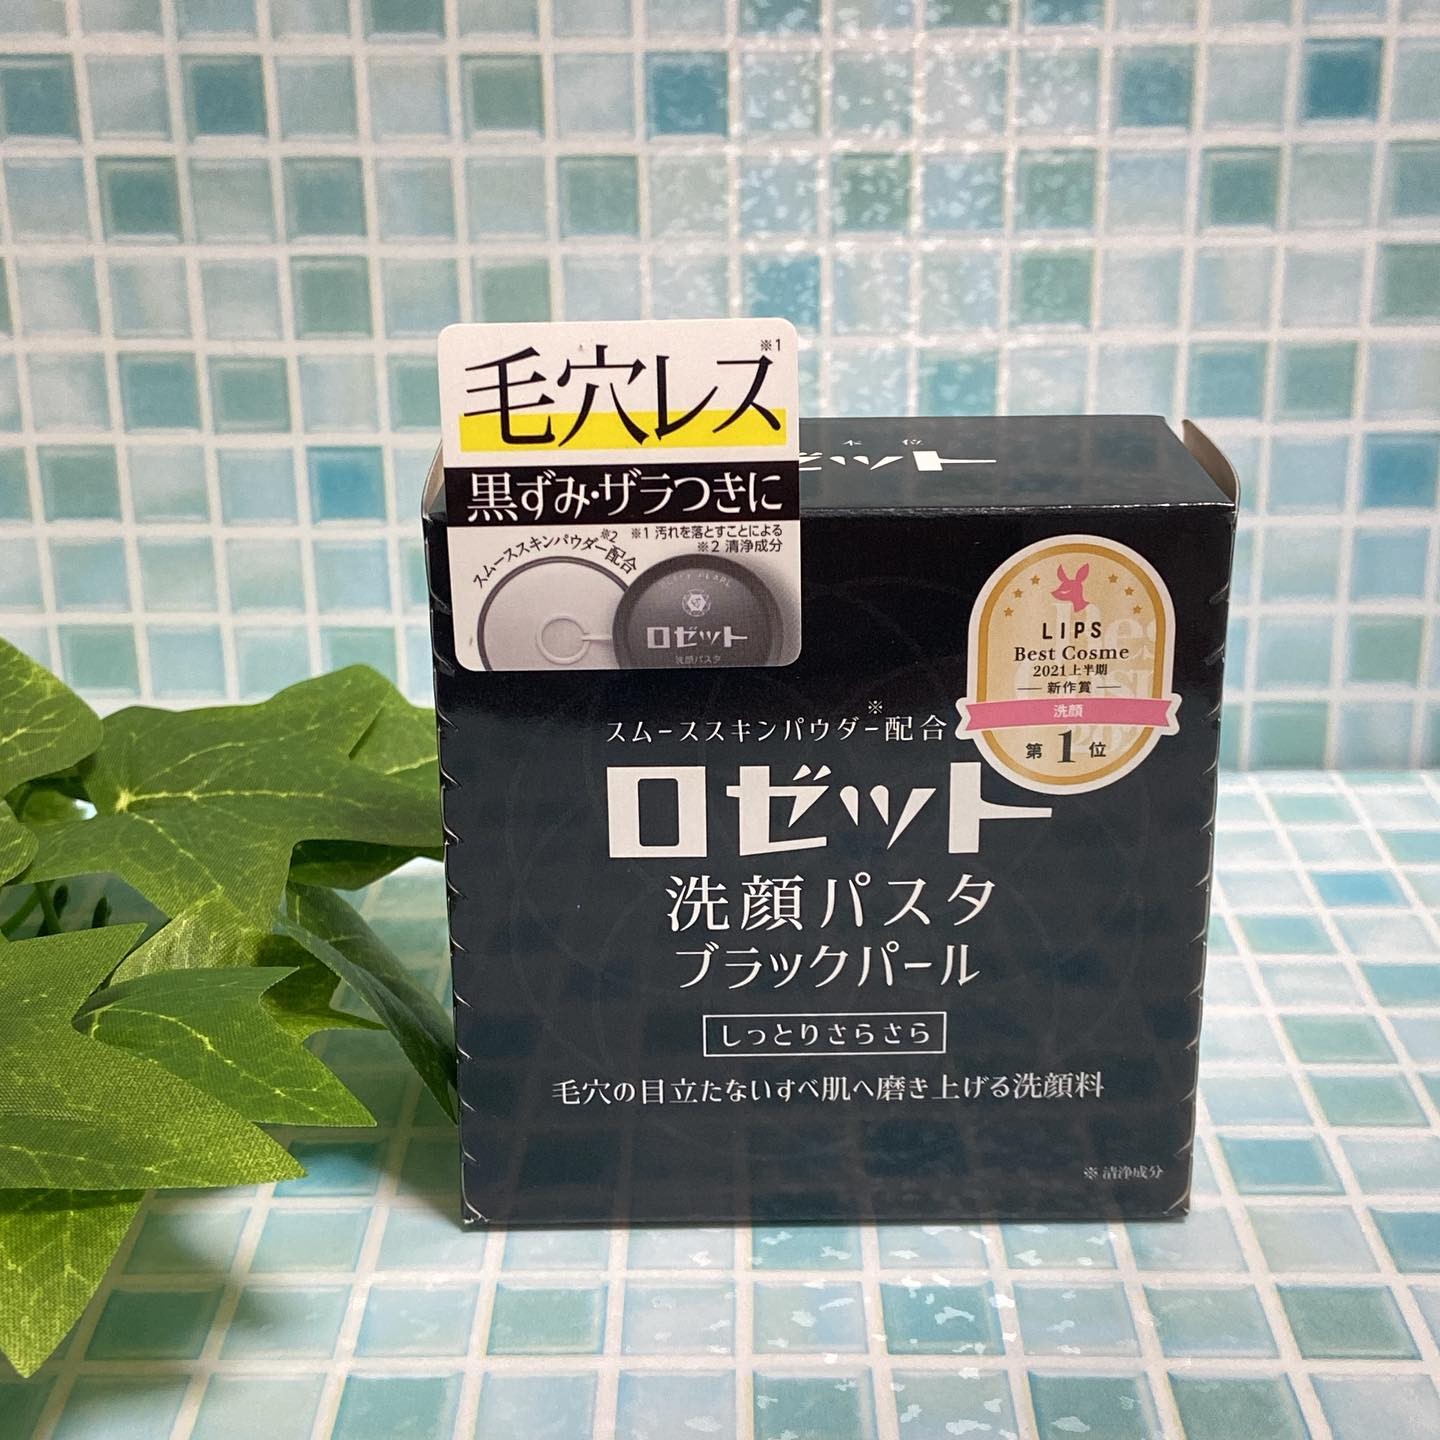 毛穴レス※1
黒ずみ・ザラつきに
※1 汚れを落とすことによる
※2 清浄成分
スムーススキンパウダー※2配合
ロゼット
洗顔パスタ
LIPS
Best Cosme
2021上半期
新作賞
洗顔
第1位
スムーススキンパウダー※配合
ロゼット
洗顔パスタ
ブラックパール
しっとりさらさら
毛穴の目立たないすべ肌へ磨き上げる洗顔料
※ 清浄成分